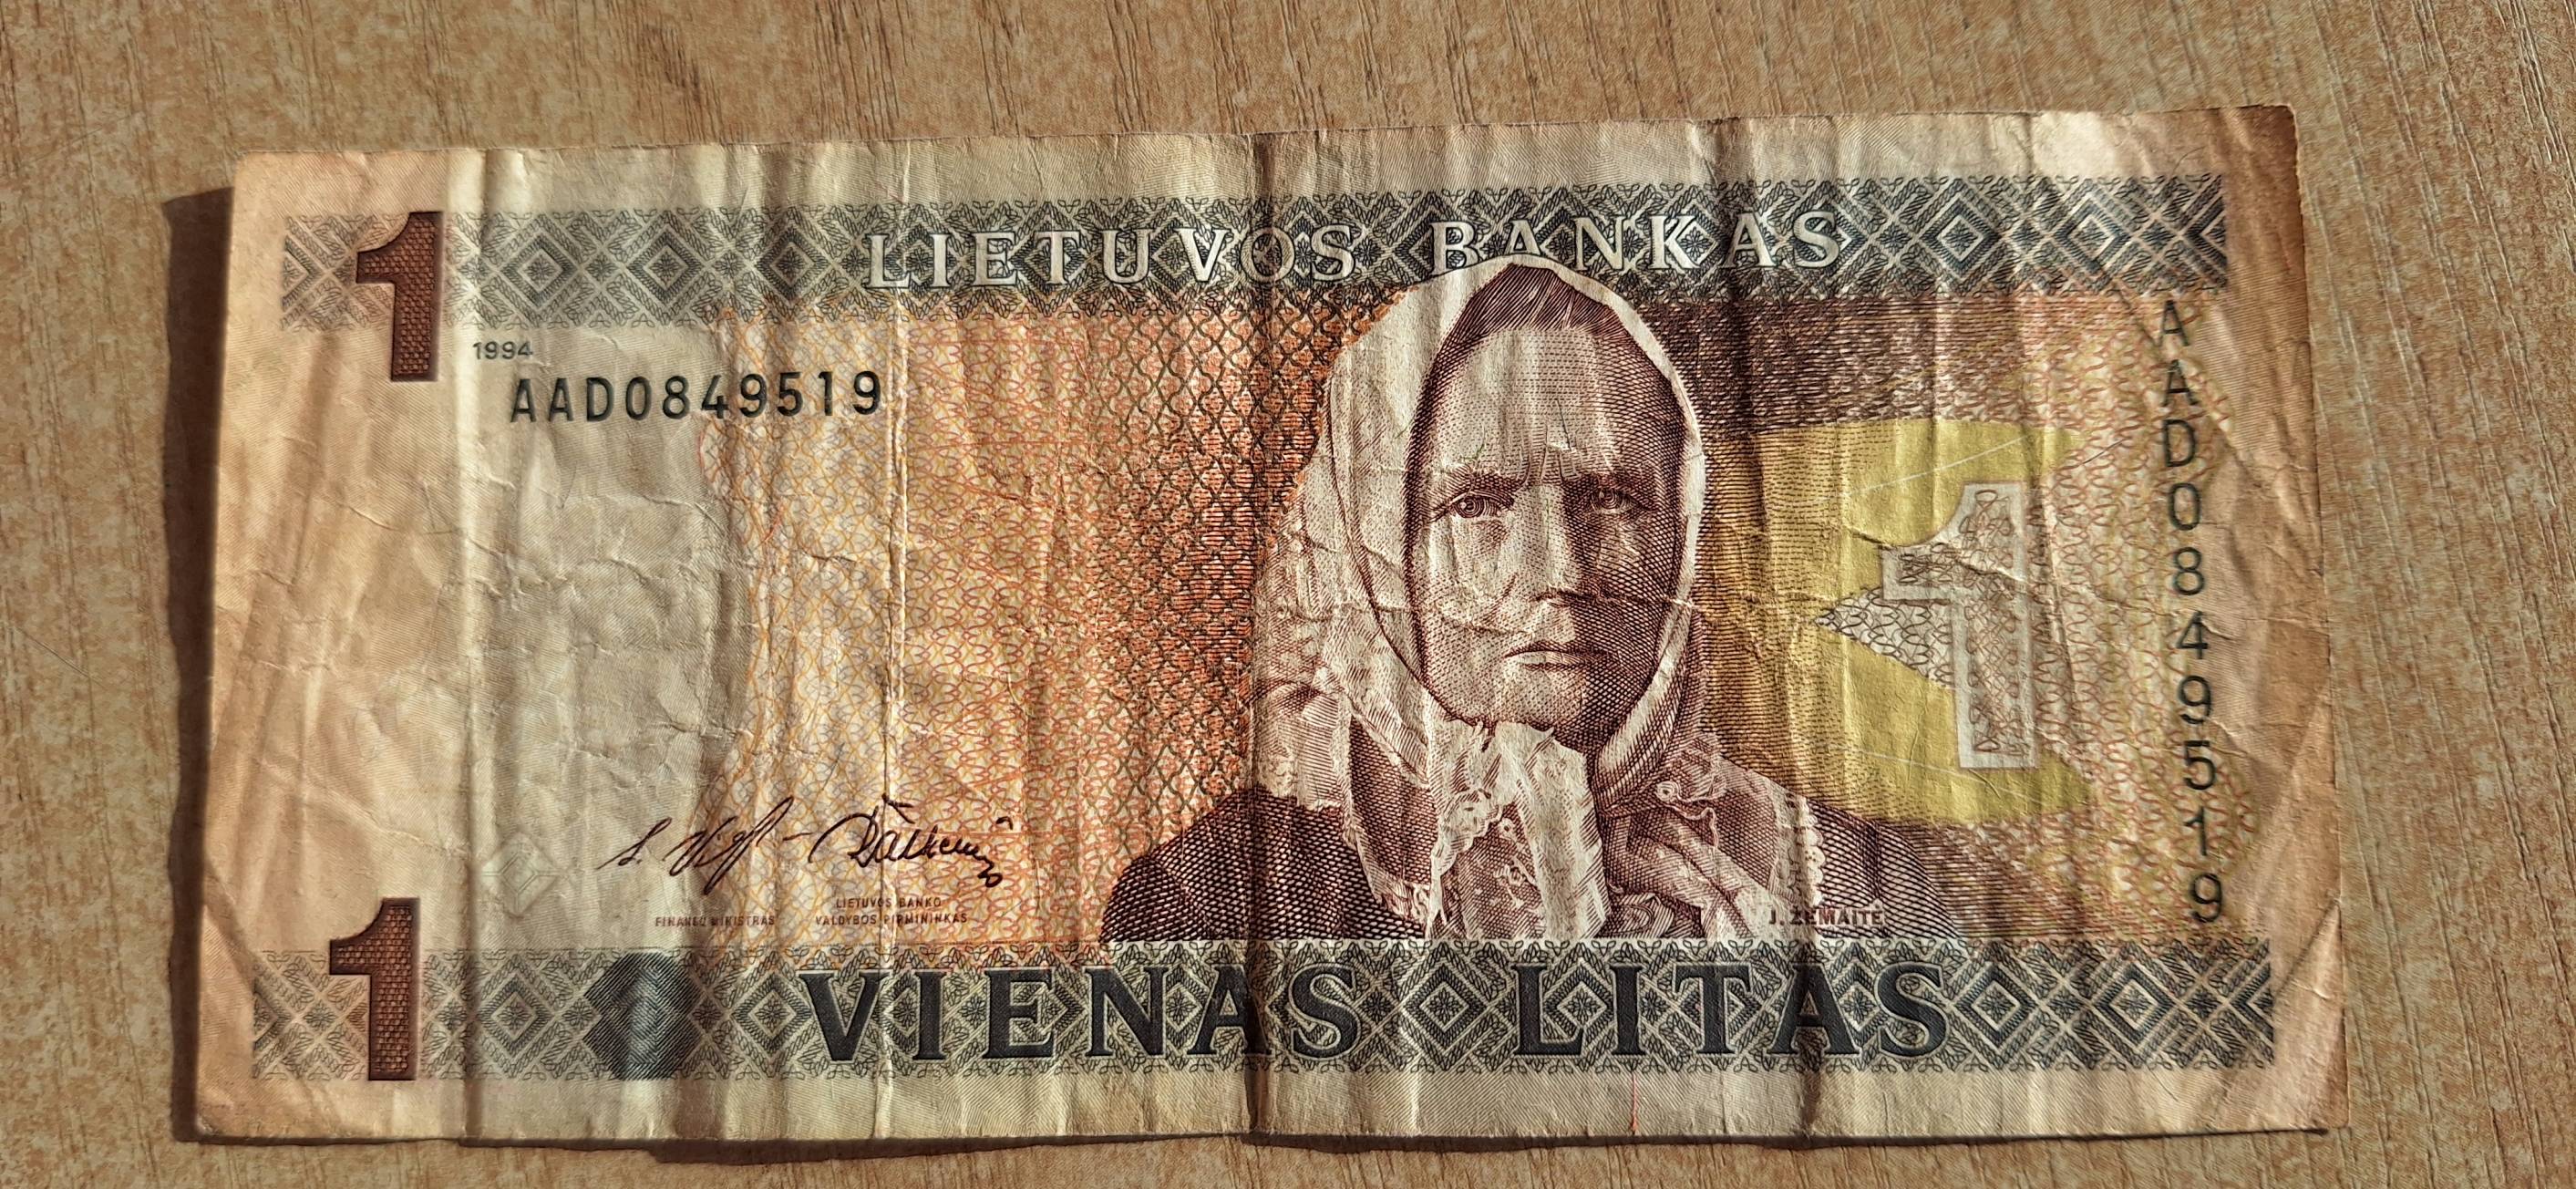 1
LIETUVOS BANKAS
1994
AAD0849519
AAD0849519
1
LIETUVOS BANKO
FINANSŲ MINISTRAS
VALDYBOS PIRMININKAS
J. ŽEMAITĖ
1
VIENAS LITAS